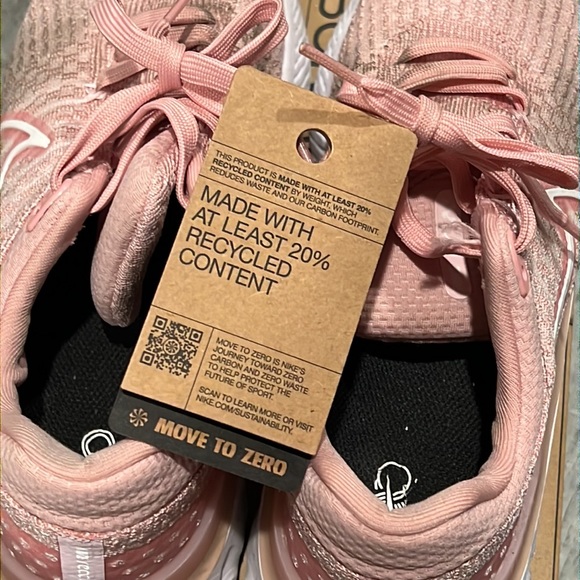 THIS PRODUCT IS MADE WITH AT LEAST 20%
RECYCLED CONTENT BY WEIGHT, WHICH
REDUCES WASTE AND OUR CARBON FOOTPRINT.
MADE WITH
AT LEAST 20%
RECYCLED
CONTENT
MOVE TO ZERO IS NIKE'S
JOURNEY TOWARD ZERO
CARBON AND ZERO WASTE
TO HELP PROTECT THE
FUTURE OF SPORT.
SCAN TO LEARN MORE OR VISIT
NIKE.COM/SUSTAINABILITY.
MOVE TO ZERO